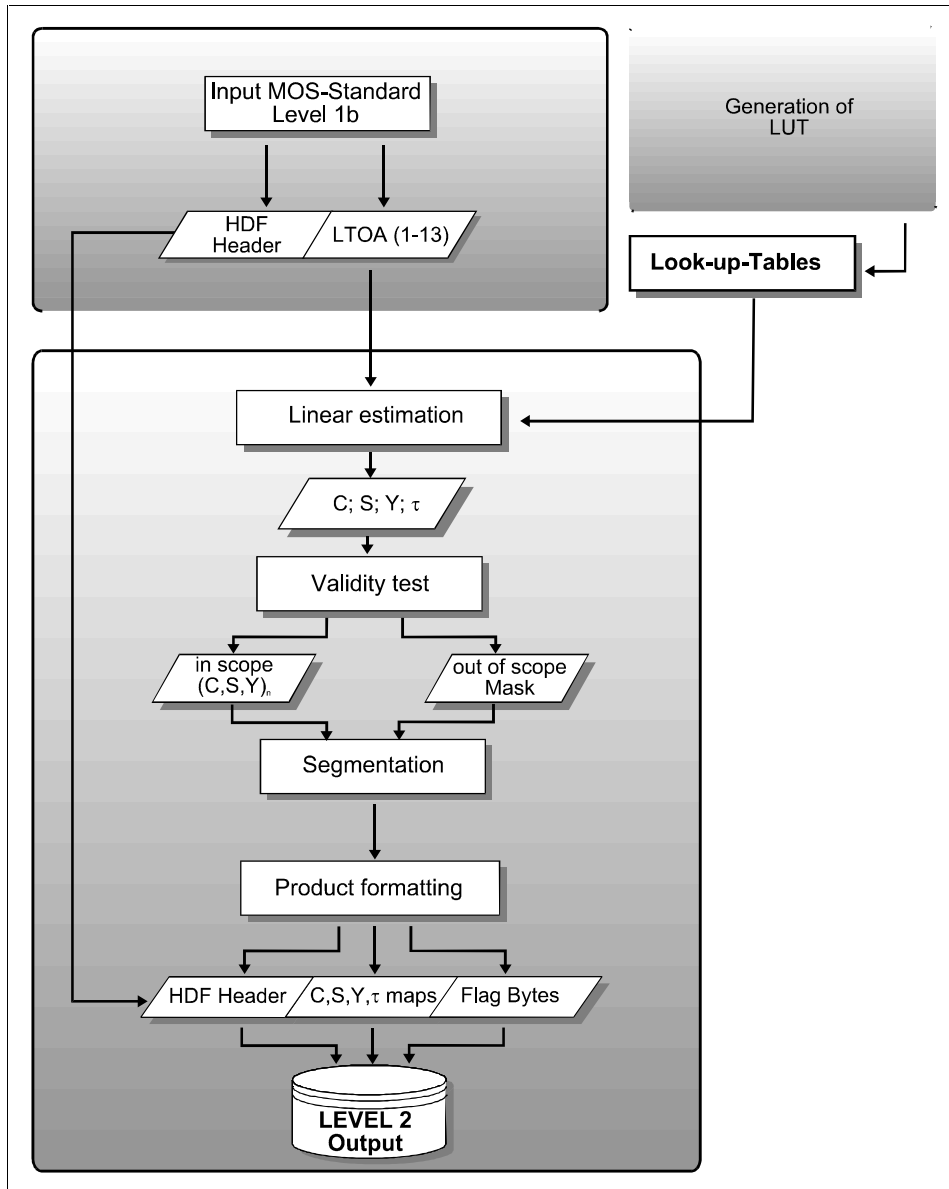 Input MOS-Standard
Level 1b
Generation of
LUT
HDF
Header
LTOA (1-13)
Look-up-Tables
Linear estimation
C; S; Y; τ
Validity test
in scope
(C,S,Y)n
out of scope
Mask
Segmentation
Product formatting
HDF Header
C,S,Y,τ maps
Flag Bytes
LEVEL 2
Output